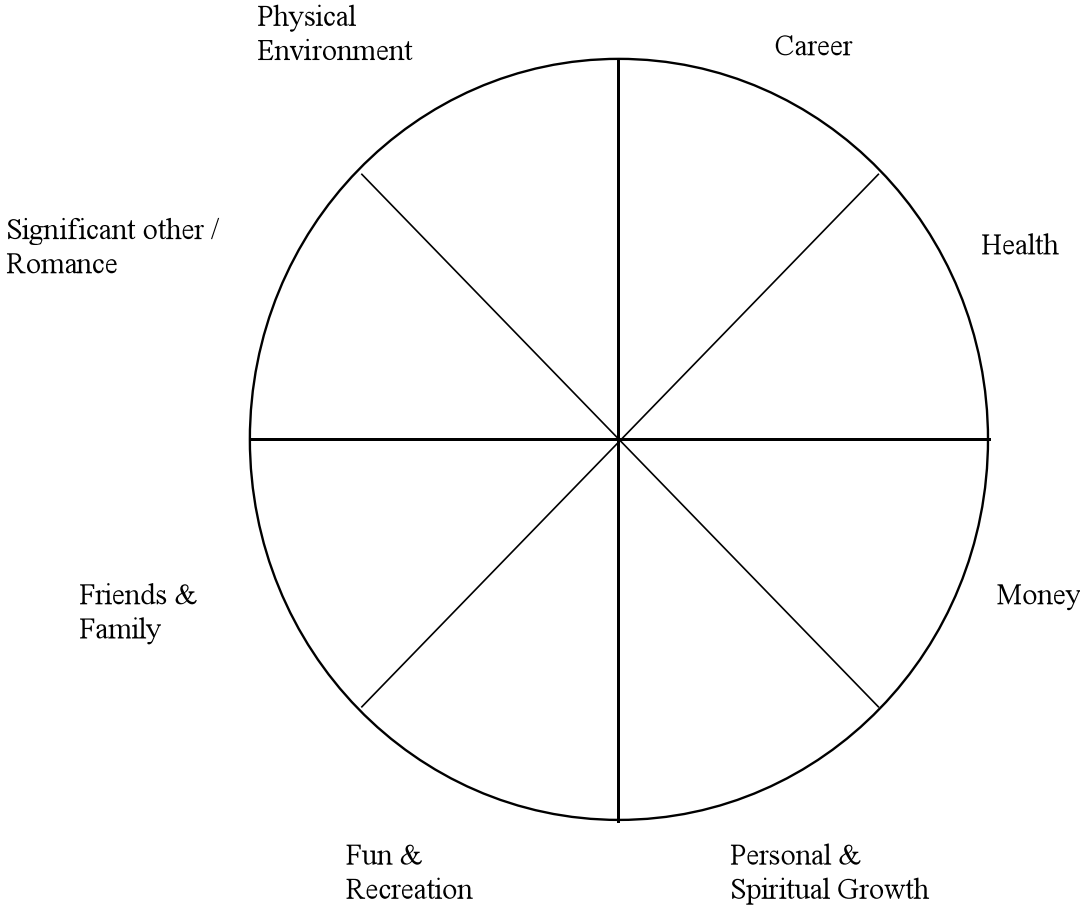 Physical
Environment
Career
Significant other /
Romance
Health
Friends &
Family
Money
Fun &
Recreation
Personal &
Spiritual Growth